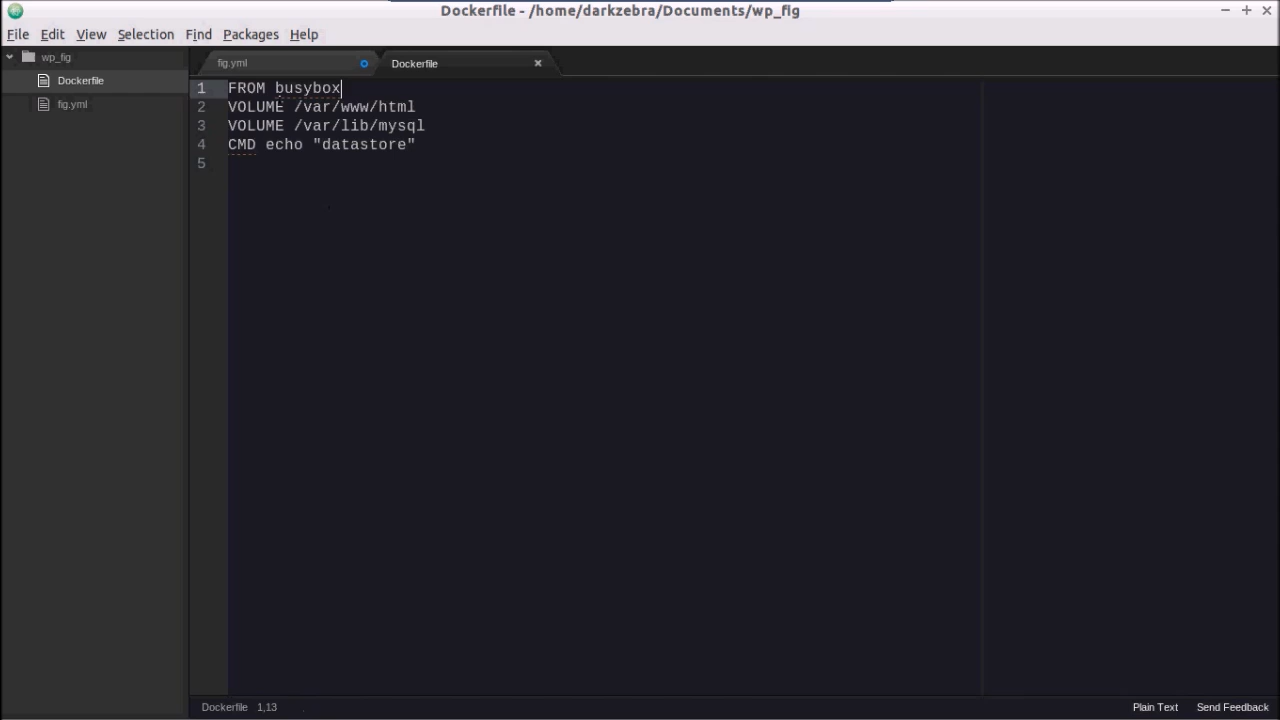 Dockerfile - /home/darkzebra/Documents/wp_fig
File Edit View Selection Find Packages Help
wp_fig
Dockerfile
fig.yml
fig.yml Dockerfile
1 FROM busybox
2 VOLUME /var/www/html
3 VOLUME /var/lib/mysql
4 CMD echo "datastore"
5
Dockerfile 1,13 Plain Text Send Feedback